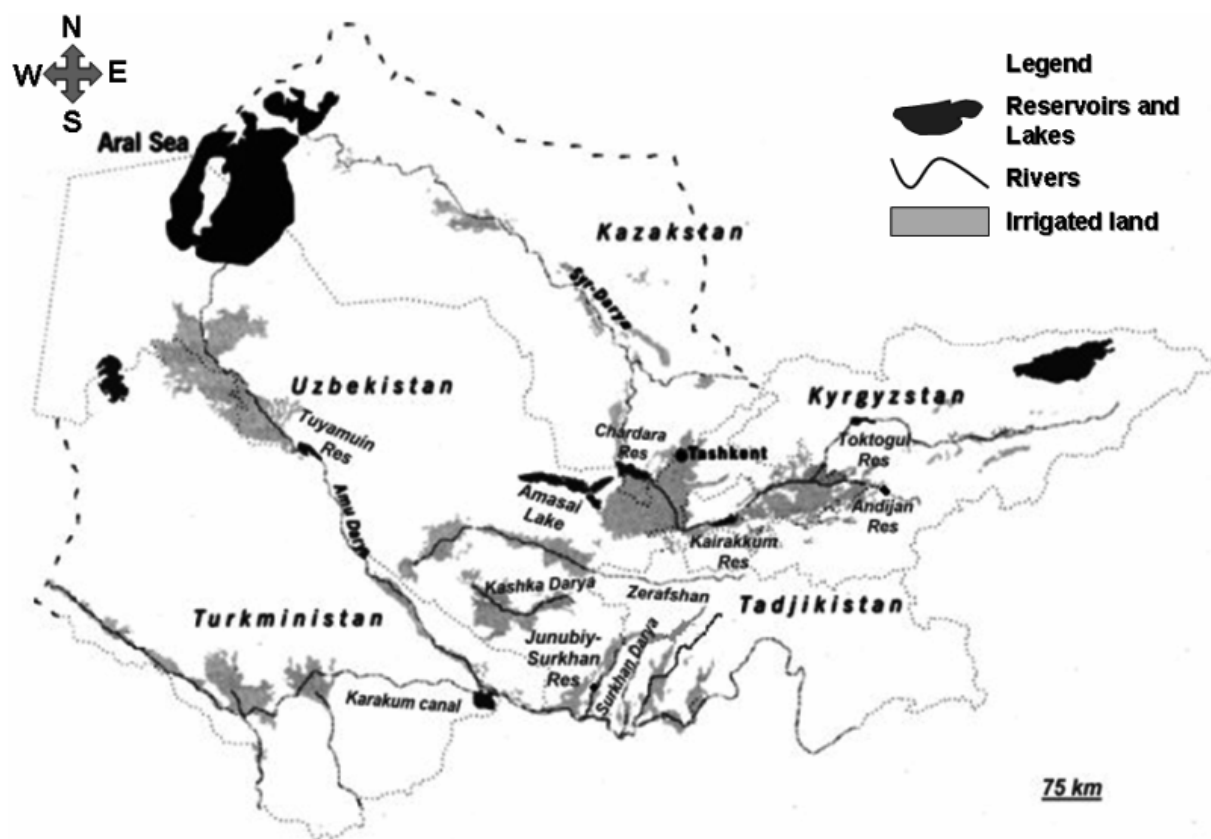 N
W E
S
Legend
Reservoirs and
Lakes
Rivers
Irrigated land
Aral Sea
Kazakstan
Syr-Darya
Uzbekistan
Tuyamuin
Res
Kyrgyzstan
Toktogul
Res
Chardara
Res
Tashkent
Amasai
Lake
Andijan
Res
Kairakkum
Res
Amu Darya
Kashka Darya
Zerafshan
Tadjikistan
Turkministan
Junubiy-
Surkhan
Res
Surkhan Darya
Karakum canal
75 km